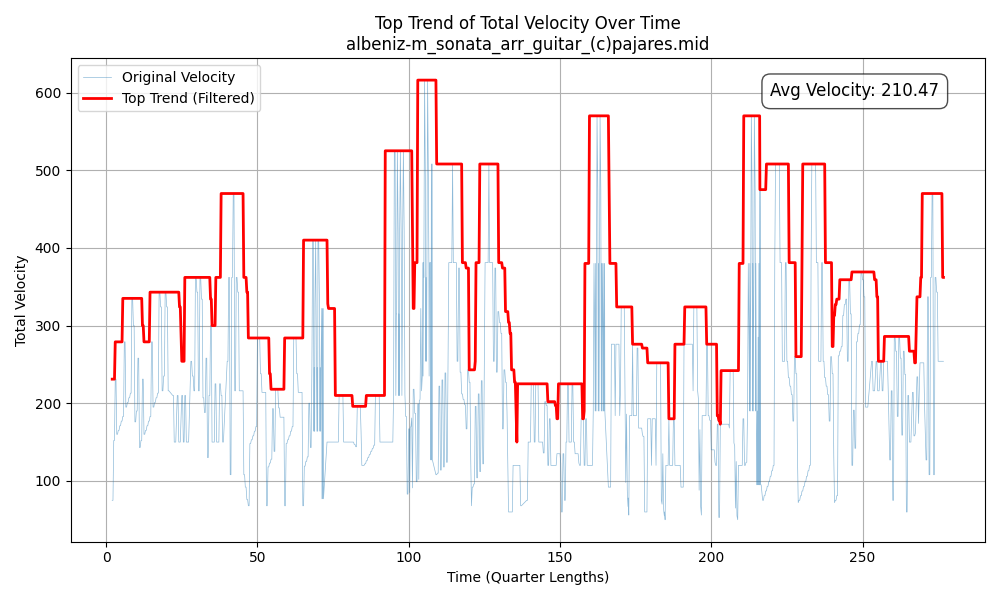 Top Trend of Total Velocity Over Time
albeniz-m_sonata_arr_guitar_(c)pajares.mid
Original Velocity
Top Trend (Filtered)
Avg Velocity: 210.47
Total Velocity
600
500
400
300
200
100
0
50
100
150
200
250
Time (Quarter Lengths)